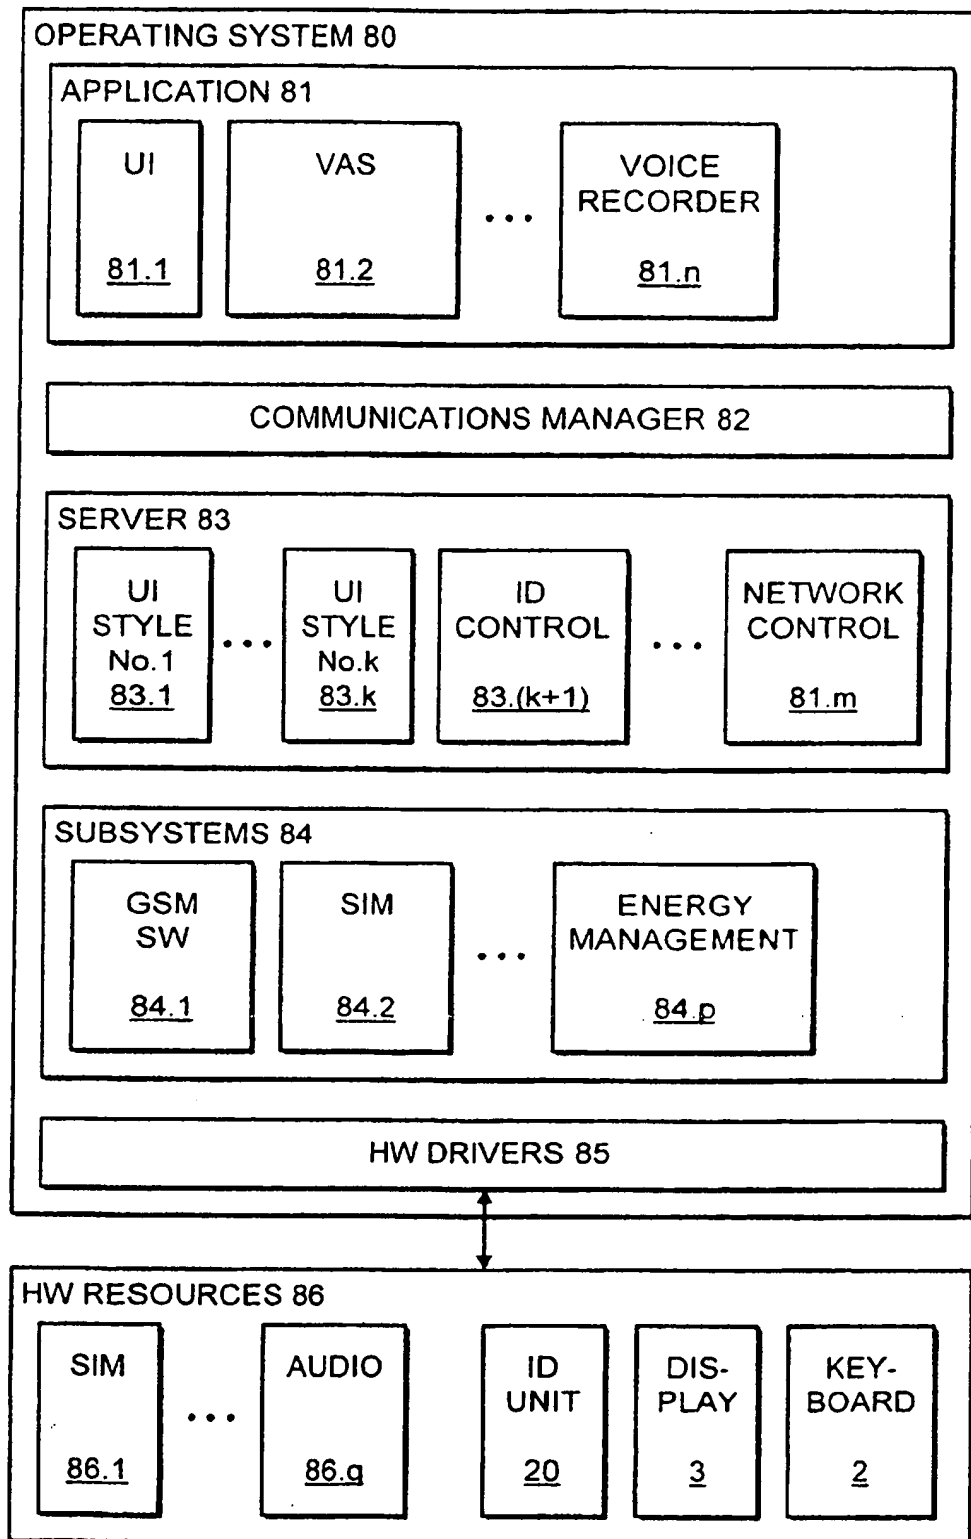 OPERATING SYSTEM 80
APPLICATION 81
UI
81.1
VAS
81.2
...
VOICE
RECORDER
81.n
COMMUNICATIONS MANAGER 82
SERVER 83
UI
STYLE
No.1
83.1
...
UI
STYLE
No.k
83.k
ID
CONTROL
83.(k+1)
...
NETWORK
CONTROL
81.m
SUBSYSTEMS 84
GSM
SW
84.1
SIM
84.2
...
ENERGY
MANAGEMENT
84.p
HW DRIVERS 85
HW RESOURCES 86
SIM
86.1
...
AUDIO
86.q
ID
UNIT
20
DIS-
PLAY
3
KEY-
BOARD
2